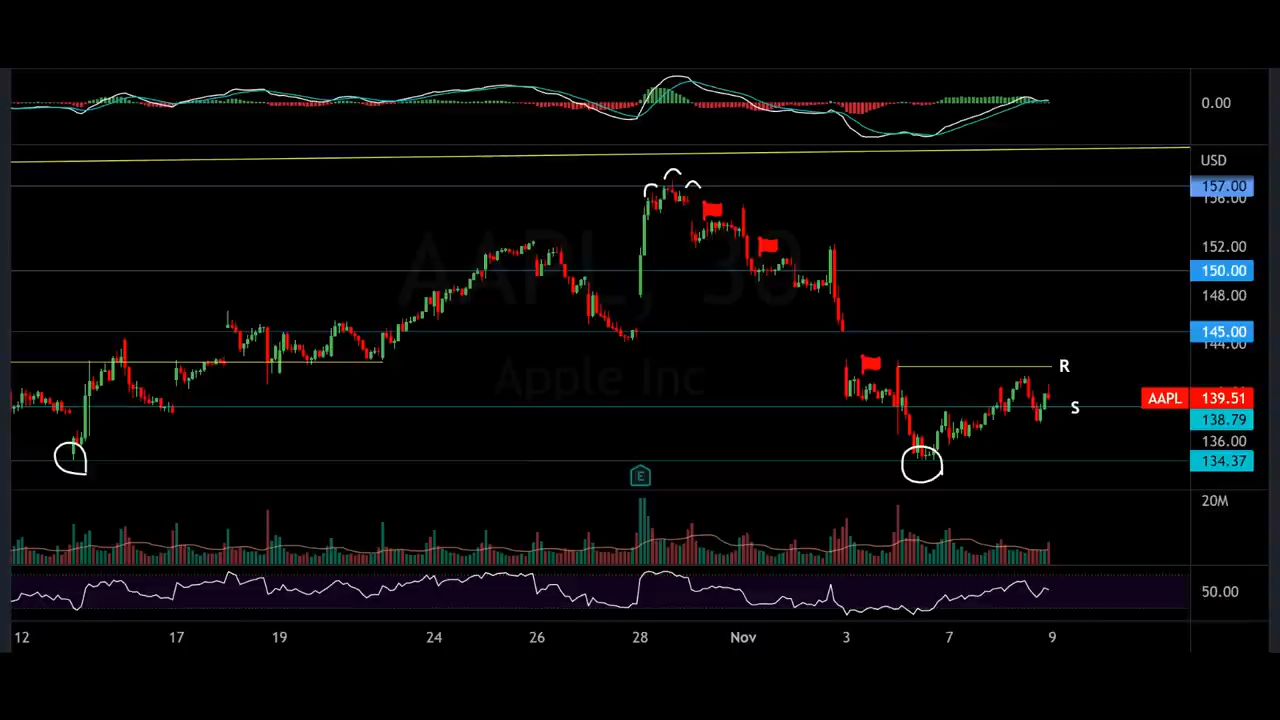 0.00
USD
157.00
156.00
152.00
AAPL, 30
150.00
148.00
145.00
144.00
Apple Inc
R
AAPL 139.51
S
138.79
136.00
134.37
E
20M
50.00
12 17 19 24 26 28 Nov 3 7 9